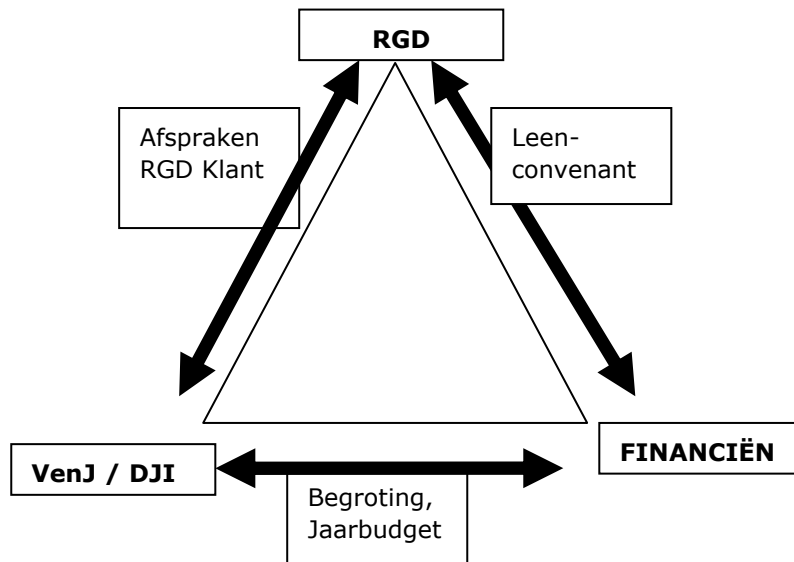 RGD
Afspraken
RGD Klant
Leen-
convenant
FINANCIËN
VenJ / DJI
Begroting,
Jaarbudget